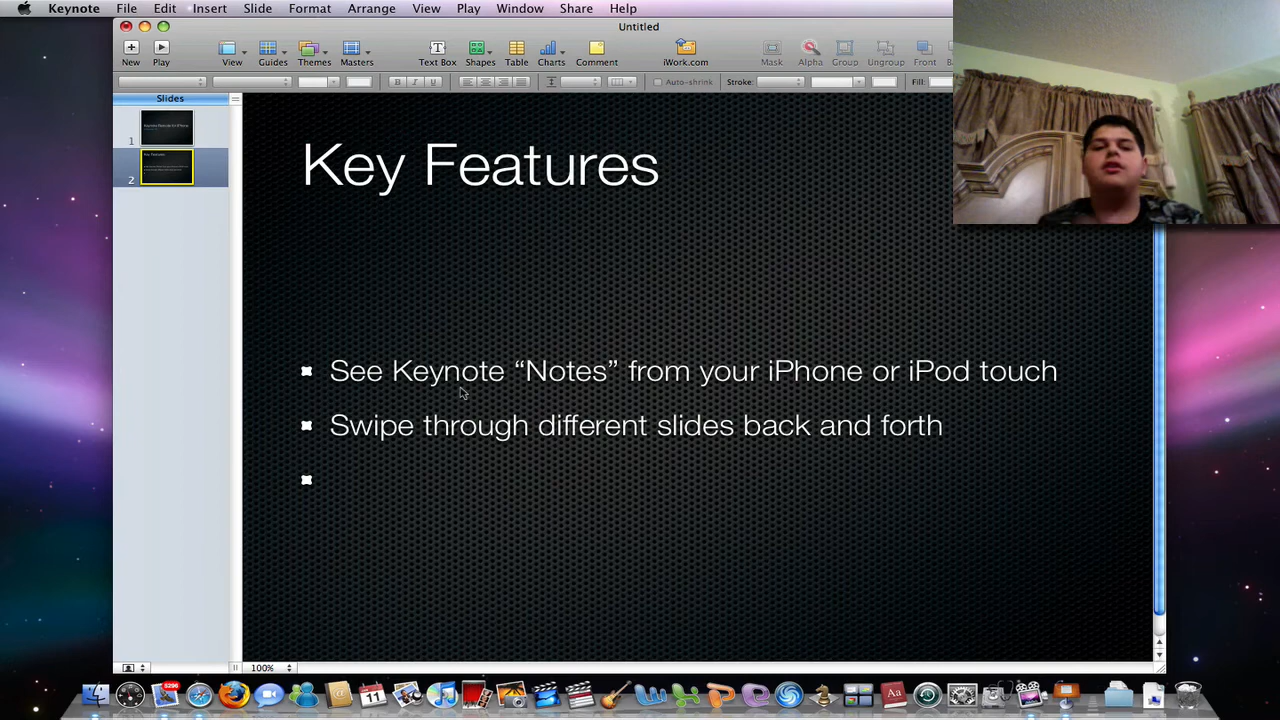 Keynote File Edit Insert Slide Format Arrange View Play Window Share Help
Untitled
New Play View Guides Themes Masters Text Box Shapes Table Charts Comment iWork.com Mask Alpha Group Ungroup Front
B I U Auto-shrink Stroke: Fill:
Slides
1
2
Key Features
See Keynote “Notes” from your iPhone or iPod touch
Swipe through different slides back and forth
100%
5296
11
Aa